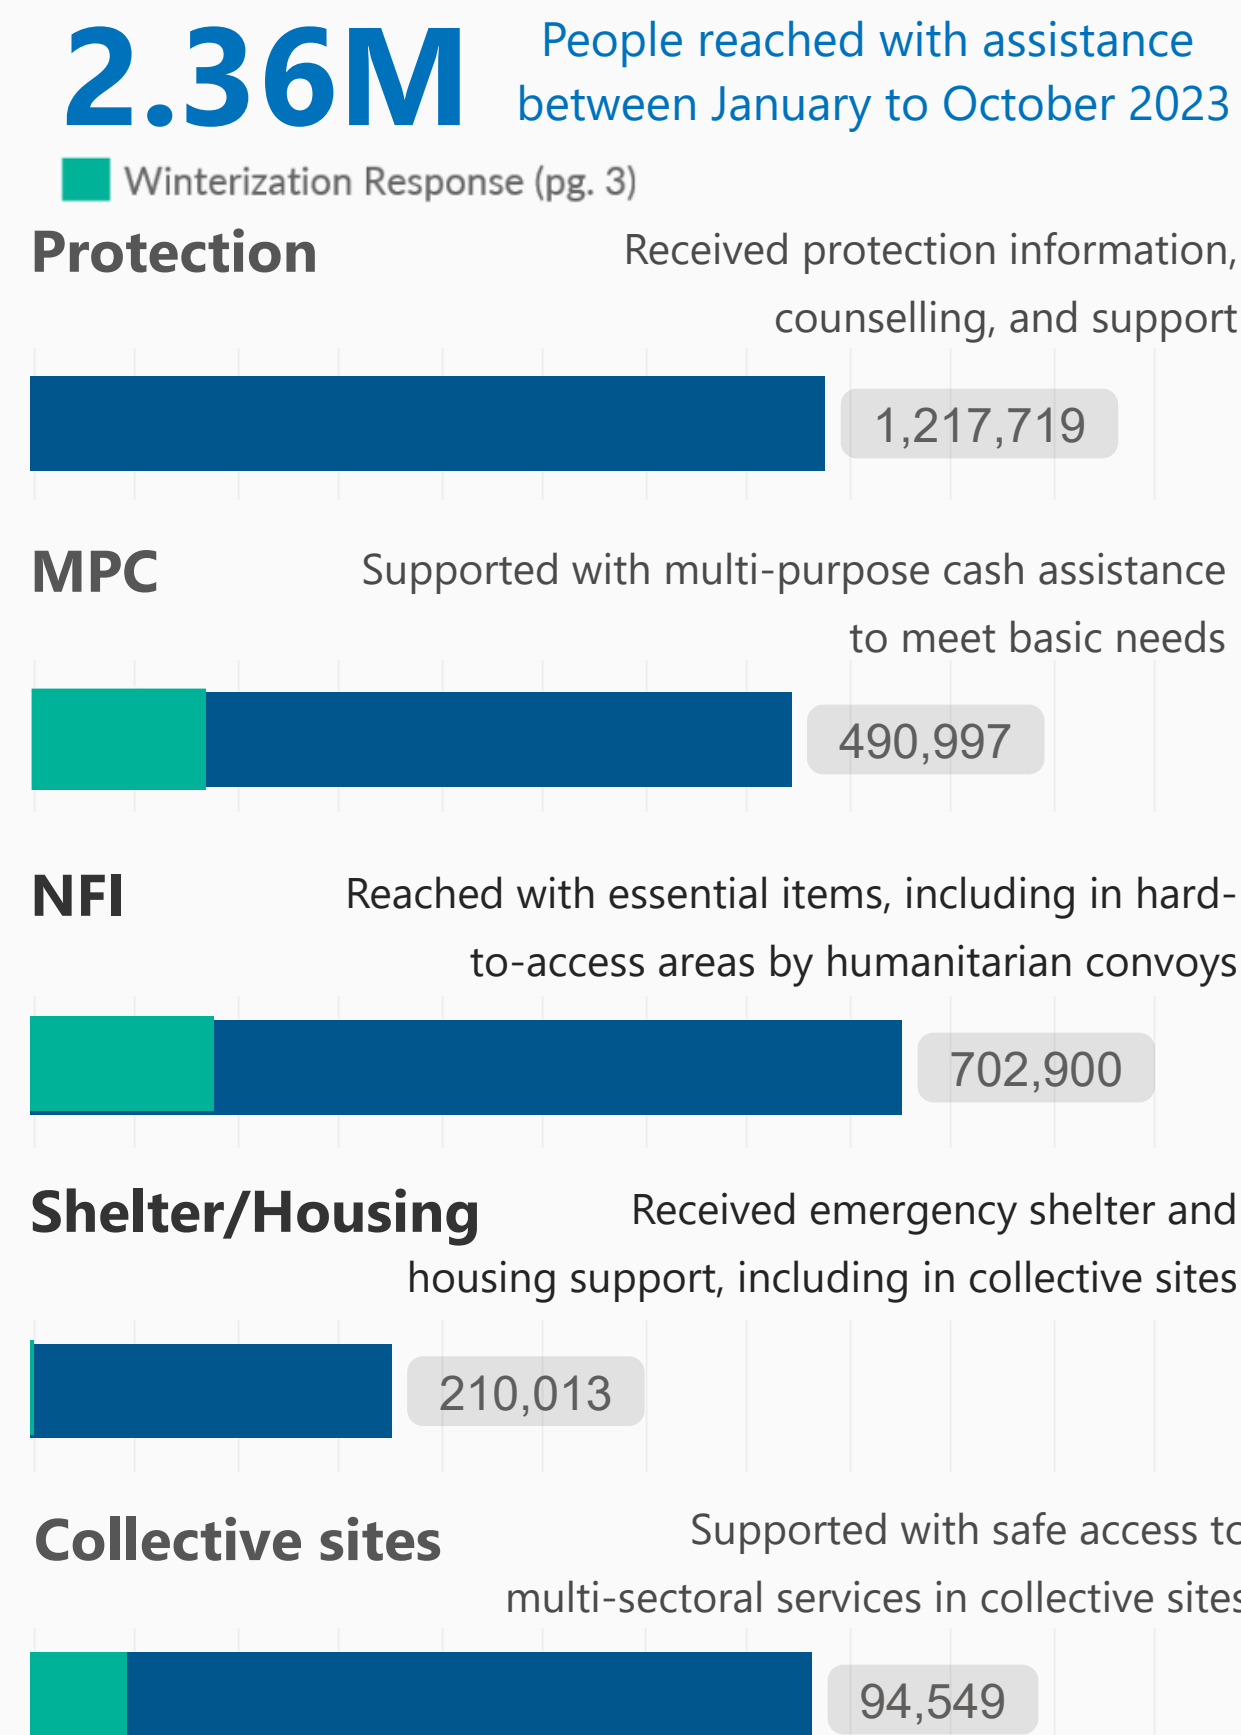 2.36M
People reached with assistance
between January to October 2023
Winterization Response (pg. 3)
Protection
Received protection information,
counselling, and support
1,217,719
MPC
Supported with multi-purpose cash assistance
to meet basic needs
490,997
NFI
Reached with essential items, including in hard-
to-access areas by humanitarian convoys
702,900
Shelter/Housing
Received emergency shelter and
housing support, including in collective sites
210,013
Collective sites
Supported with safe access to
multi-sectoral services in collective sites
94,549